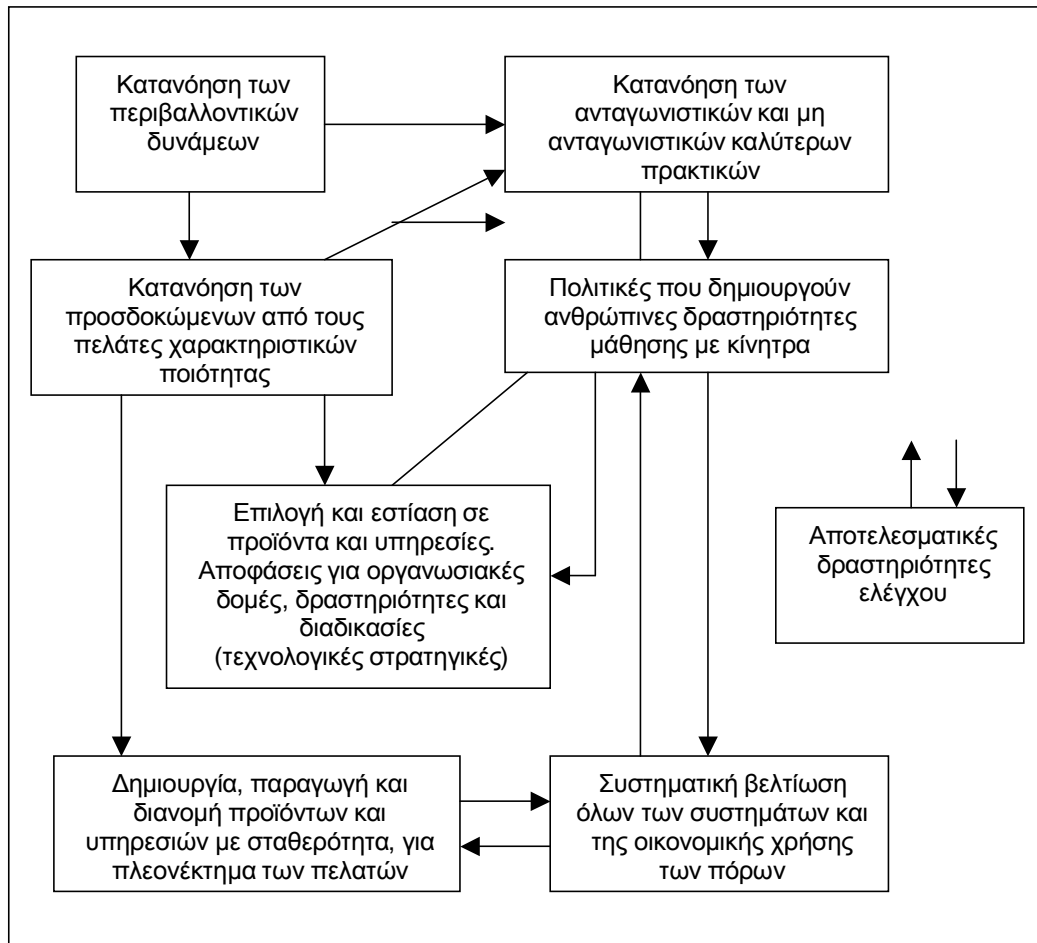 Κατανόηση των
περιβαλλοντικών
δυνάμεων
Κατανόηση των
ανταγωνιστικών και μη
ανταγωνιστικών καλύτερων
πρακτικών
Κατανόηση των
προσδοκώμενων από τους
πελάτες χαρακτηριστικών
ποιότητας
Πολιτικές που δημιουργούν
ανθρώπινες δραστηριότητες
μάθησης με κίνητρα
Επιλογή και εστίαση σε
προϊόντα και υπηρεσίες.
Αποφάσεις για οργανωσιακές
δομές, δραστηριότητες και
διαδικασίες
(τεχνολογικές στρατηγικές)
Αποτελεσματικές
δραστηριότητες
ελέγχου
Δημιουργία, παραγωγή και
διανομή προϊόντων και
υπηρεσιών με σταθερότητα, για
πλεονέκτημα των πελατών
Συστηματική βελτίωση
όλων των συστημάτων και
της οικονομικής χρήσης
των πόρων